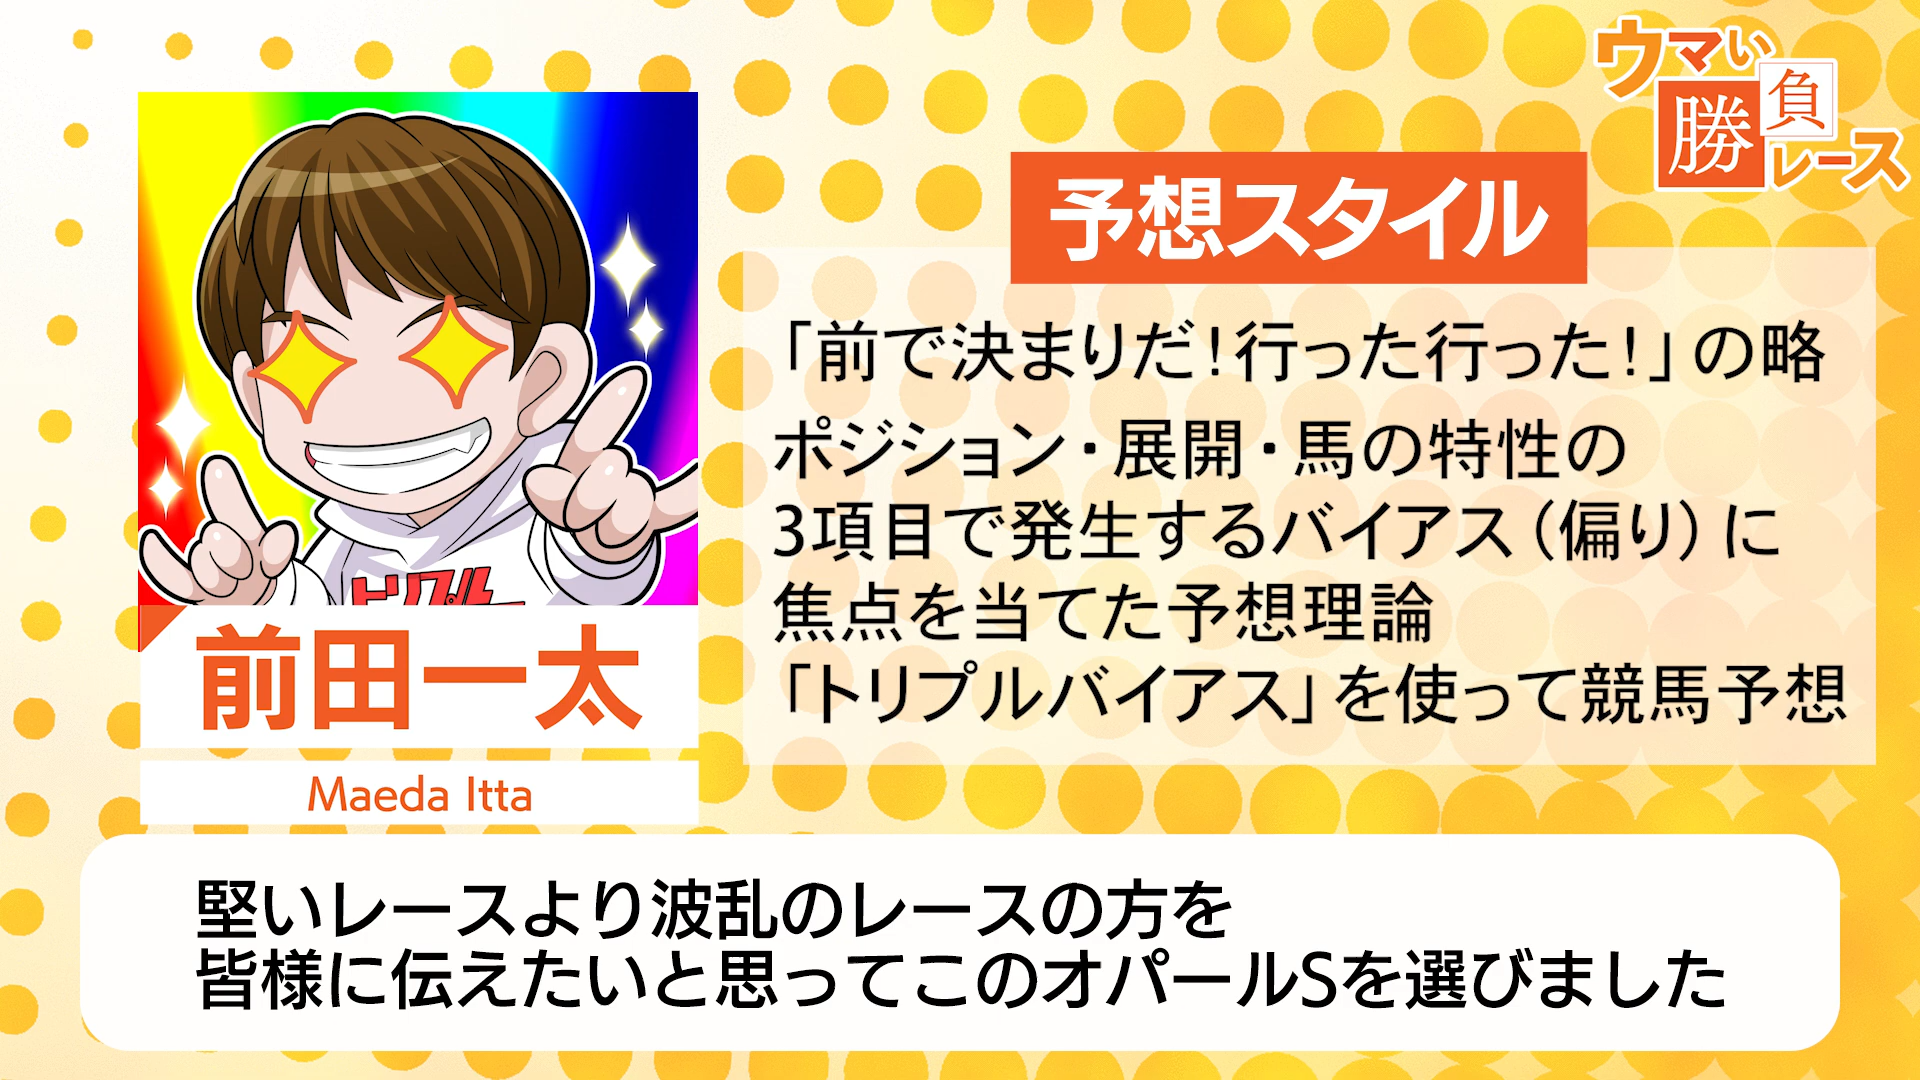 ウマい
勝負
レース
予想スタイル
「前で決まりだ!行った行った!」の略
ポジション・展開・馬の特性の
3項目で発生するバイアス(偏り)に
焦点を当てた予想理論
「トリプルバイアス」を使って競馬予想
トリプル
前田一太
Maeda Itta
堅いレースより波乱のレースの方を
皆様に伝えたいと思ってこのオパールSを選びました